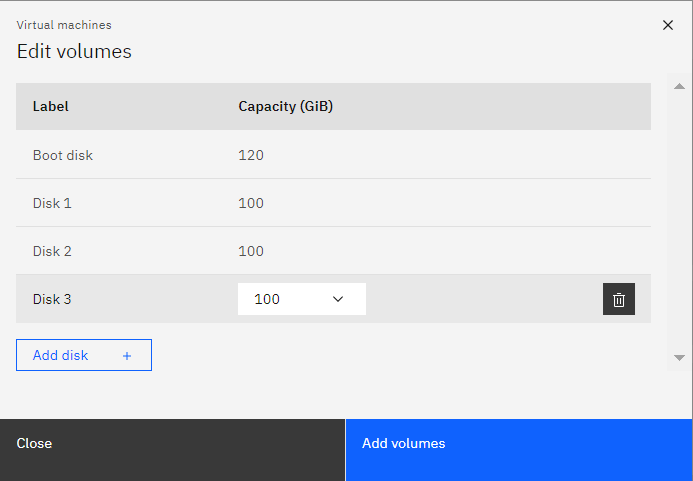 Virtual machines
Edit volumes
Label Capacity (GiB)
Boot disk 120
Disk 1 100
Disk 2 100
Disk 3 100
Add disk +
Close Add volumes